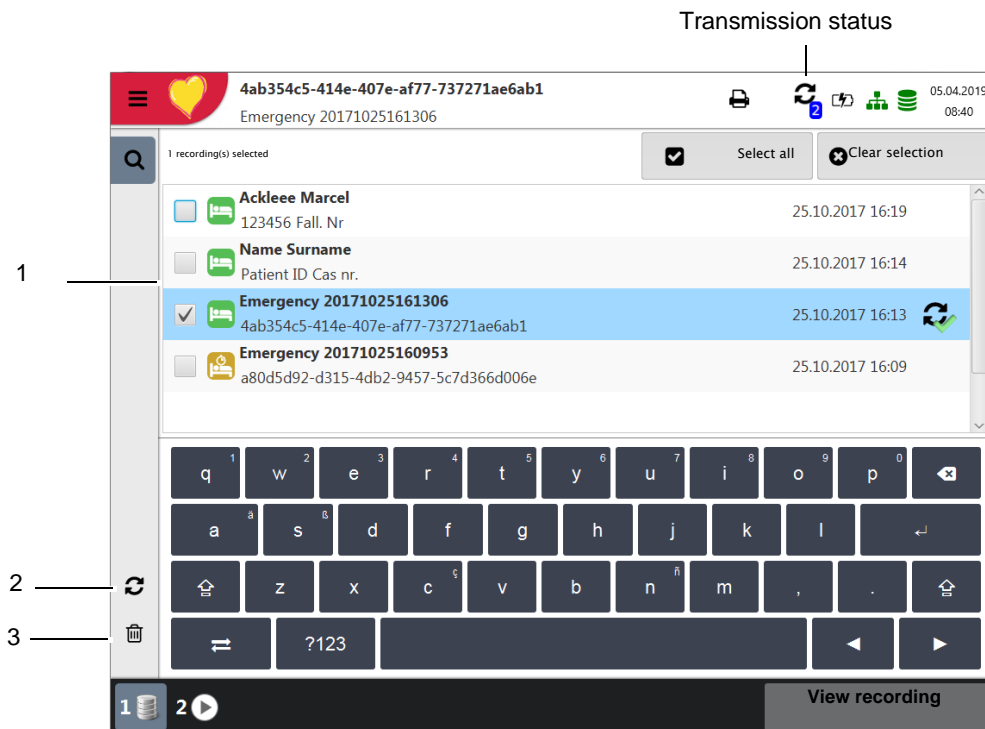 Transmission status
4ab354c5-414e-407e-af77-737271ae6ab1
Emergency 20171025161306
2
05.04.2019
08:40
1 recording(s) selected
Select all
Clear selection
Ackleee Marcel
123456 Fall. Nr
25.10.2017 16:19
Name Surname
Patient ID Cas nr.
25.10.2017 16:14
1
Emergency 20171025161306
4ab354c5-414e-407e-af77-737271ae6ab1
25.10.2017 16:13
Emergency 20171025160953
a80d5d92-d315-4db2-9457-5c7d366d006e
25.10.2017 16:09
q 1 w 2 e 3 r 4 t 5 y 6 u 7 i 8 o 9 p 0
a ä s ß d f g h j k l
2
z x c ç v b n ñ m , .
3
?123
1 2
View recording